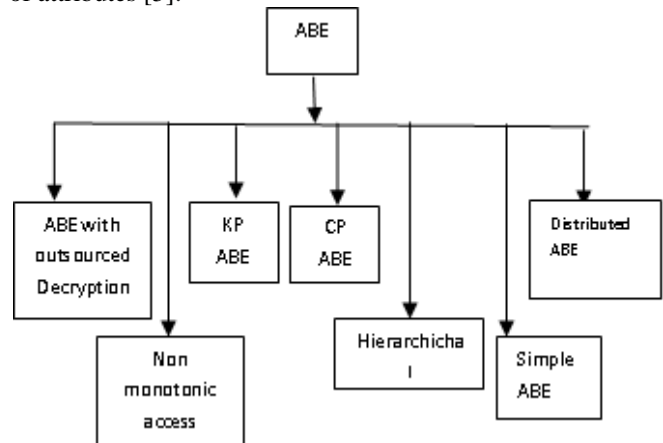 of attributes [5].
ABE
ABE with
outsourced
Decryption
KP
ABE
CP
ABE
Distributed
ABE
Non
monotonic
access
Hierarchicha
l
Simple
ABE